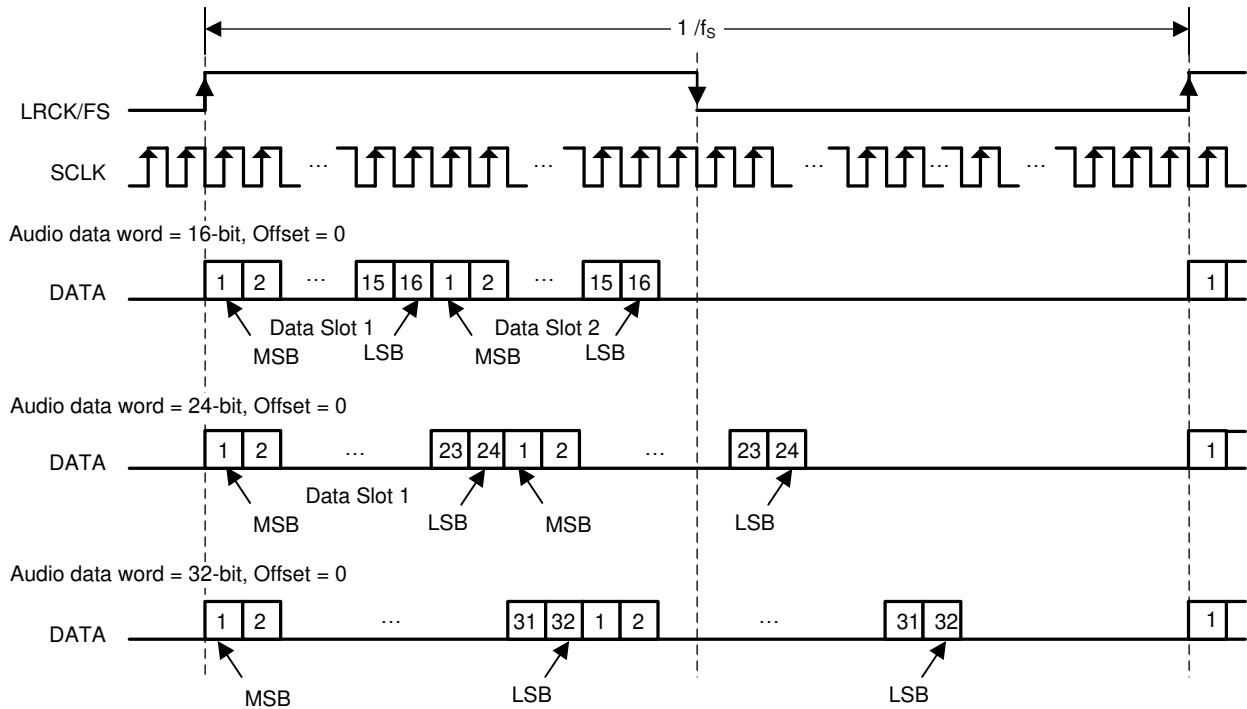 1 /fS
LRCK/FS
SCLK ... ... ... ... ...
Audio data word = 16-bit, Offset = 0
DATA 1 2 ... 15 16 1 2 ... 15 16 1
Data Slot 1 Data Slot 2
MSB LSB MSB LSB
Audio data word = 24-bit, Offset = 0
DATA 1 2 ... 23 24 1 2 ... 23 24 1
Data Slot 1
MSB LSB MSB LSB
Audio data word = 32-bit, Offset = 0
DATA 1 2 ... 31 32 1 2 ... 31 32 1
MSB LSB LSB